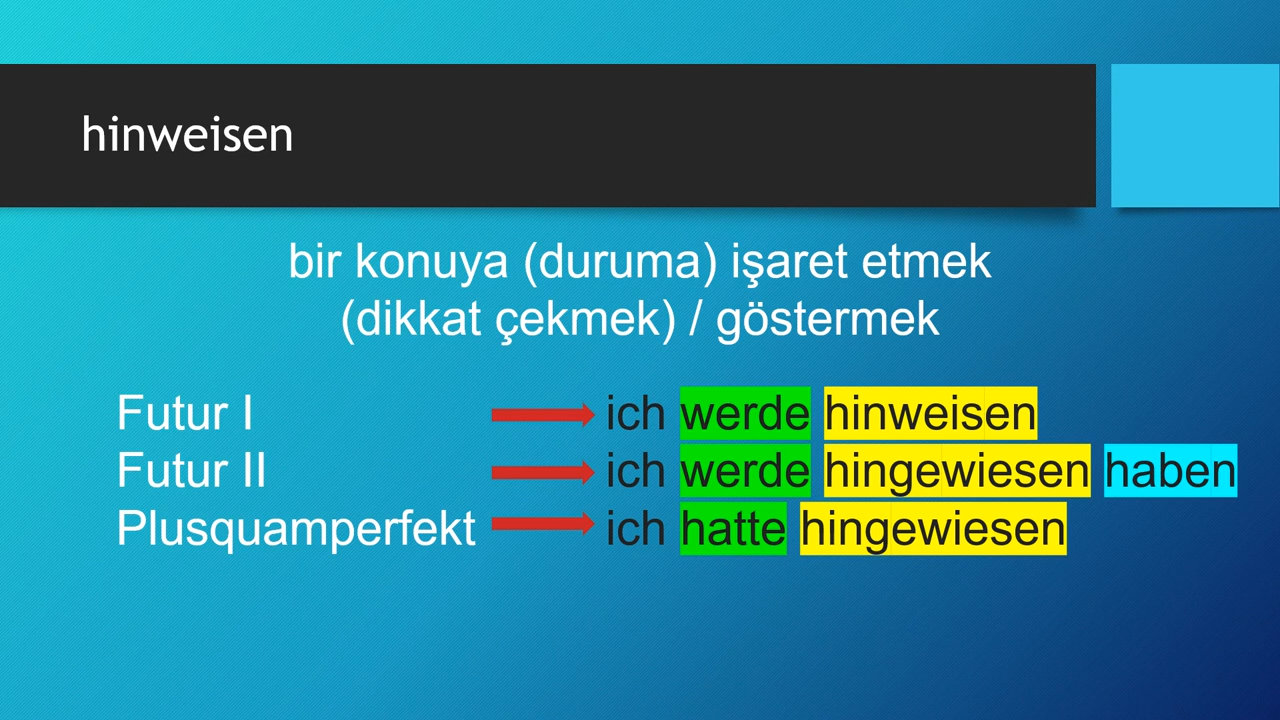 hinweisen
bir konuya (duruma) işaret etmek
(dikkat çekmek) / göstermek
Futur I ich werde hinweisen
Futur II ich werde hingewiesen haben
Plusquamperfekt ich hatte hingewiesen